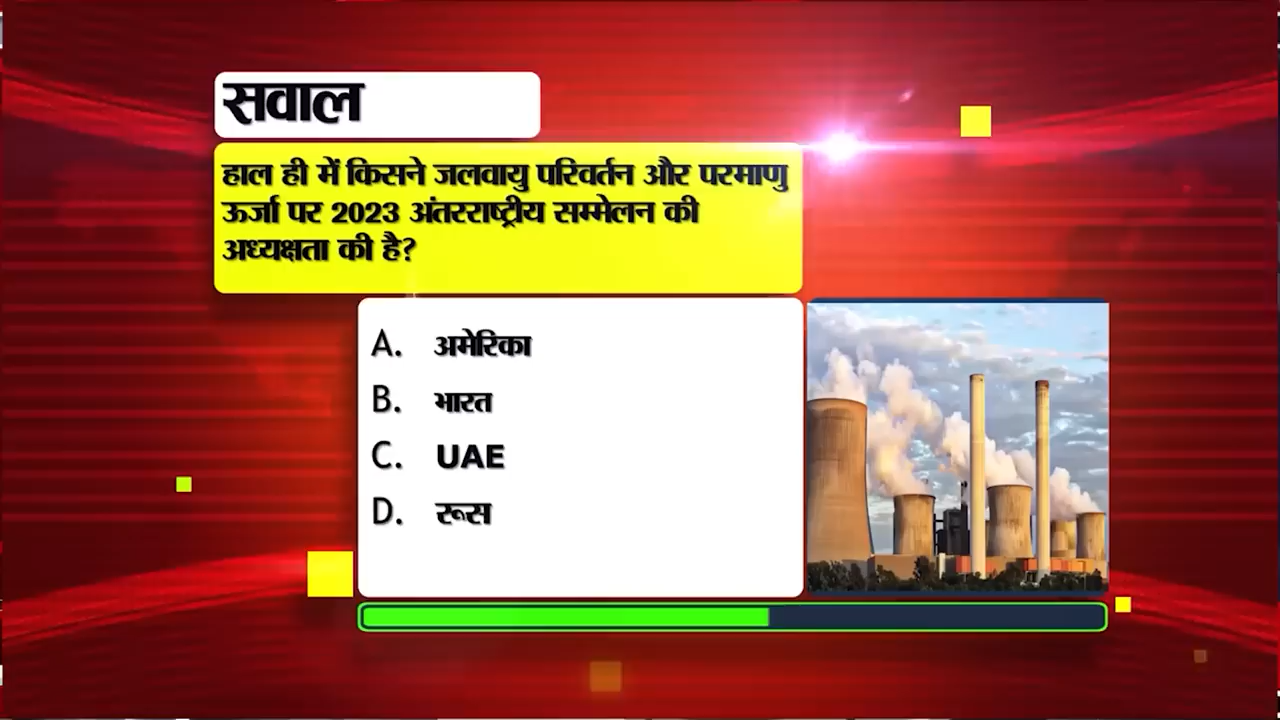 सवाल
हाल ही में किसने जलवायु परिवर्तन और परमाणु
ऊर्जा पर 2023 अंतरराष्ट्रीय सम्मेलन की
अध्यक्षता की है?
A. अमेरिका
B. भारत
C. UAE
D. रूस